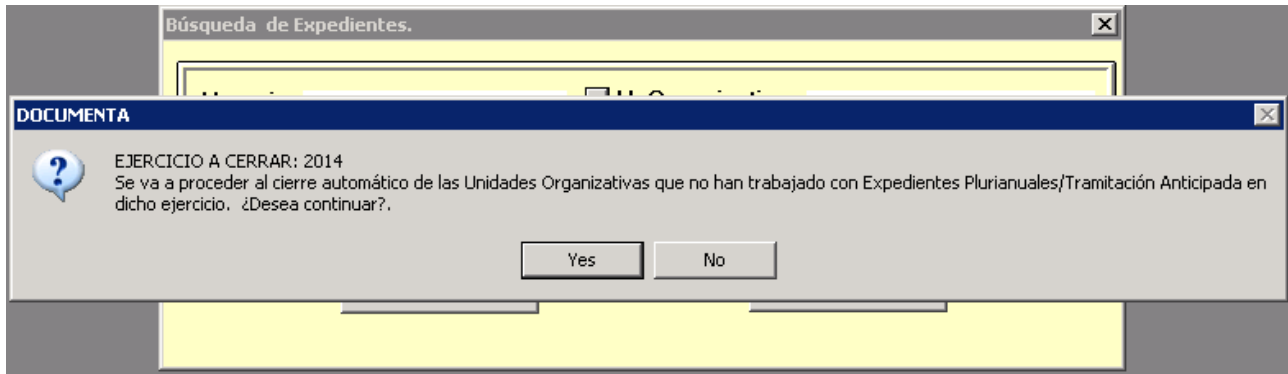 Búsqueda de Expedientes.
DOCUMENTA
EJERCICIO A CERRAR: 2014
Se va a proceder al cierre automático de las Unidades Organizativas que no han trabajado con Expedientes Plurianuales/Tramitación Anticipada en
dicho ejercicio. ¿Desea continuar?.
Yes No